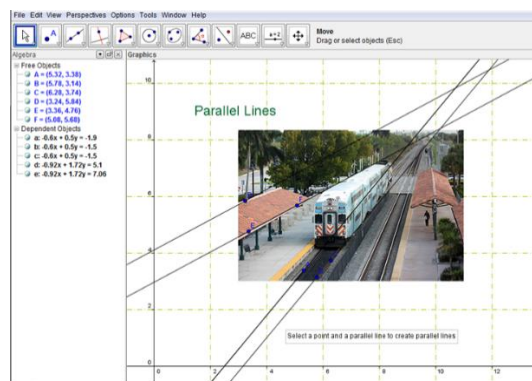 File Edit View Perspectives Options Tools Window Help
A
ABC
a=2
Move
Drag or select objects (Esc)
Algebra
Graphics
Free Objects
A = (5.32, 3.38)
B = (5.78, 3.14)
C = (6.28, 3.74)
D = (3.24, 5.84)
E = (3.36, 4.76)
F = (5.08, 5.68)
Dependent Objects
a: -0.6x + 0.5y = -1.9
b: -0.6x + 0.5y = -1.5
c: -0.6x + 0.5y = -1.5
d: -0.92x + 1.72y = 5.1
e: -0.92x + 1.72y = 7.06
Parallel Lines
10
8
6
4
2
0
0
2
4
6
8
10
12
Select a point and a parallel line to create parallel lines